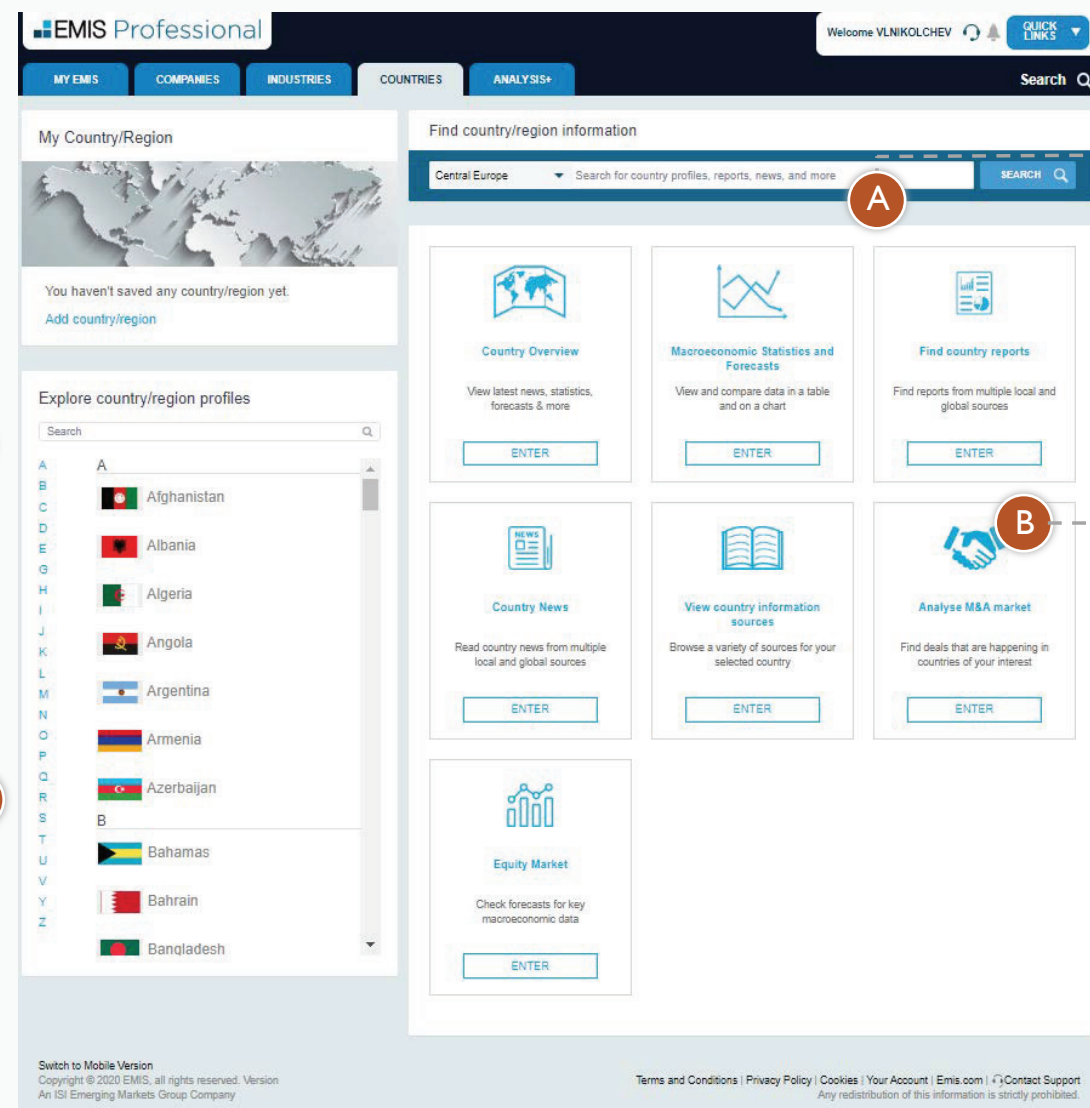 EMIS Professional
Welcome VLNIKOLCHEV
QUICK
LINKS
MY EMIS
COMPANIES
INDUSTRIES
COUNTRIES
ANALYSIS+
Search
My Country/Region
You haven't saved any country/region yet.
Add country/region
Explore country/region profiles
Search
A
B
C
D
E
G
H
I
J
K
L
M
N
O
P
Q
R
S
T
U
V
Y
Z
A
Afghanistan
Albania
Algeria
Angola
Argentina
Armenia
Azerbaijan
B
Bahamas
Bahrain
Bangladesh
Find country/region information
Central Europe
Search for country profiles, reports, news, and more
SEARCH
A
Country Overview
View latest news, statistics,
forecasts & more
ENTER
Macroeconomic Statistics and
Forecasts
View and compare data in a table
and on a chart
ENTER
Find country reports
Find reports from multiple local and
global sources
ENTER
B
NEWS
Country News
Read country news from multiple
local and global sources
ENTER
View country information
sources
Browse a variety of sources for your
selected country
ENTER
Analyse M&A market
Find deals that are happening in
countries of your interest
ENTER
Equity Market
Check forecasts for key
macroeconomic data
ENTER
Switch to Mobile Version
Copyright © 2020 EMIS, all rights reserved. Version
An ISI Emerging Markets Group Company
Terms and Conditions | Privacy Policy | Cookies | Your Account | Emis.com | Contact Support
Any redistribution of this information is strictly prohibited.